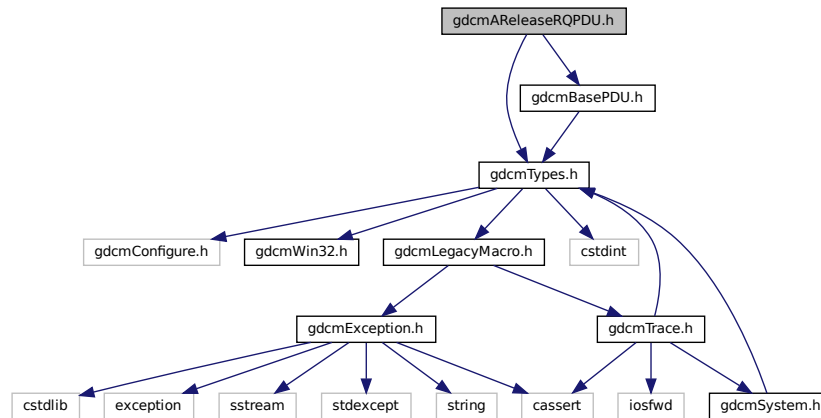 gdcmAReleaseRQPDU.h
gdcmBasePDU.h
gdcmTypes.h
gdcmConfigure.h
gdcmWin32.h
gdcmLegacyMacro.h
cstdint
gdcmException.h
gdcmTrace.h
cstdlib
exception
sstream
stdexcept
string
cassert
iosfwd
gdcmSystem.h